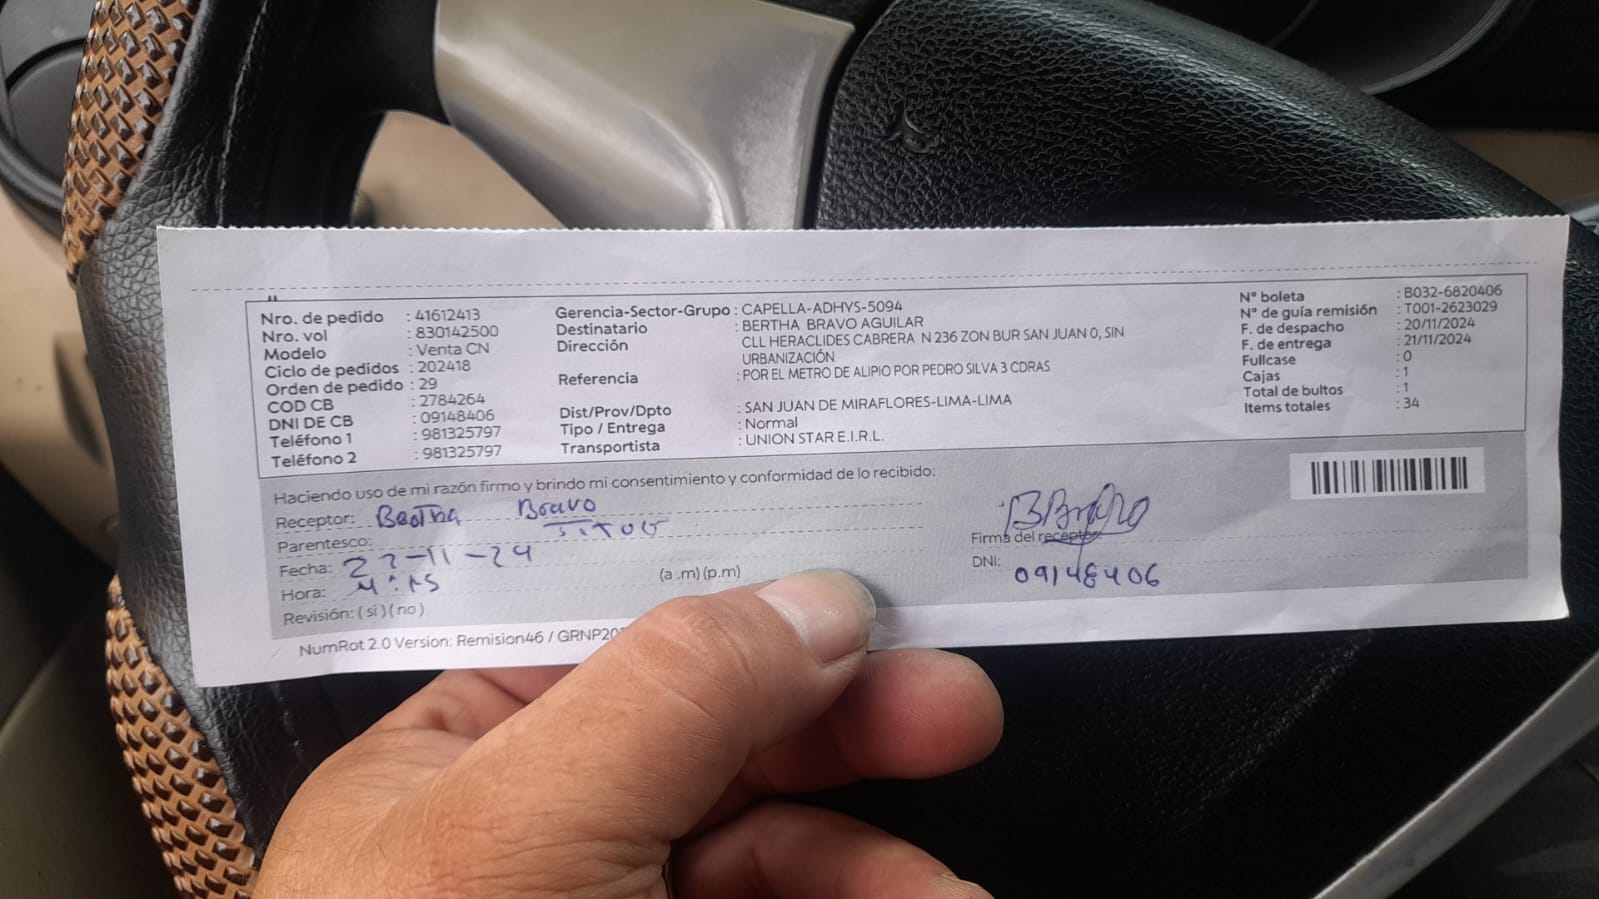 Nro. de pedido : 41612413
Nro. vol : 830142500
Modelo : Venta CN
Ciclo de pedidos : 202418
Orden de pedido : 29
COD CB : 2784264
DNI DE CB : 09148406
Teléfono 1 : 981325797
Teléfono 2 : 981325797
Gerencia-Sector-Grupo : CAPELLA-ADHYS-5094
Destinatario : BERTHA BRAVO AGUILAR
Dirección CLL HERACLIDES CABRERA N 236 ZON BUR SAN JUAN 0, SIN
URBANIZACIÓN
Referencia : POR EL METRO DE ALIPIO POR PEDRO SILVA 3 CDRAS
Dist/Prov/Dpto : SAN JUAN DE MIRAFLORES-LIMA-LIMA
Tipo / Entrega : Normal
Transportista : UNION STAR E.I.R.L.
N° boleta : B032-6820406
N° de guía remisión : T001-2623029
F. de despacho : 20/11/2024
F. de entrega : 21/11/2024
Fullcase : 0
Cajas : 1
Total de bultos : 1
Items totales : 34
Haciendo uso de mi razón firmo y brindo mi consentimiento y conformidad de lo recibido:
Receptor: Bertha Bravo
Parentesco:
Fecha: 22-11-24
Hora: (a .m) (p.m)
Revisión: ( si ) ( no )
Firma del receptor:
DNI: 09148406
NumRot 2.0 Version: Remision46 / GRNP20